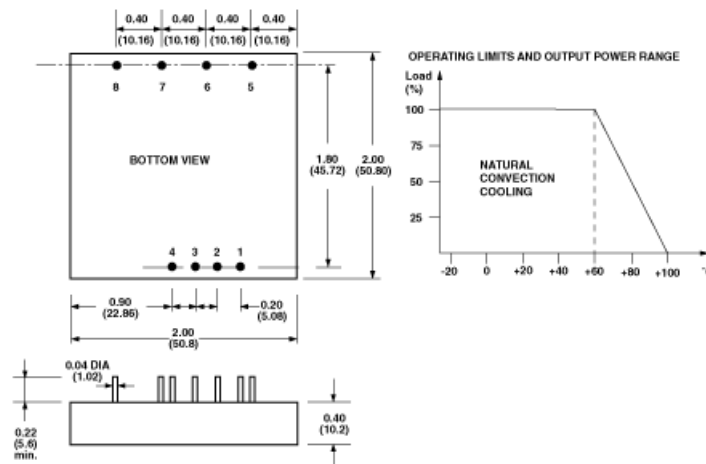 0.40 0.40 0.40 0.40
(10.16) (10.16) (10.16) (10.16)
8 7 6 5
BOTTOM VIEW
1.80
(45.72)
2.00
(50.80)
4 3 2 1
0.90
(22.86)
0.20
(5.08)
2.00
(50.8)
0.04 DIA
(1.02)
0.22
(5.6)
min.
0.40
(10.2)
OPERATING LIMITS AND OUTPUT POWER RANGE
Load
(%)
100
75
50
25
NATURAL
CONVECTION
COOLING
-20 0 +20 +40 +60 +80 +100